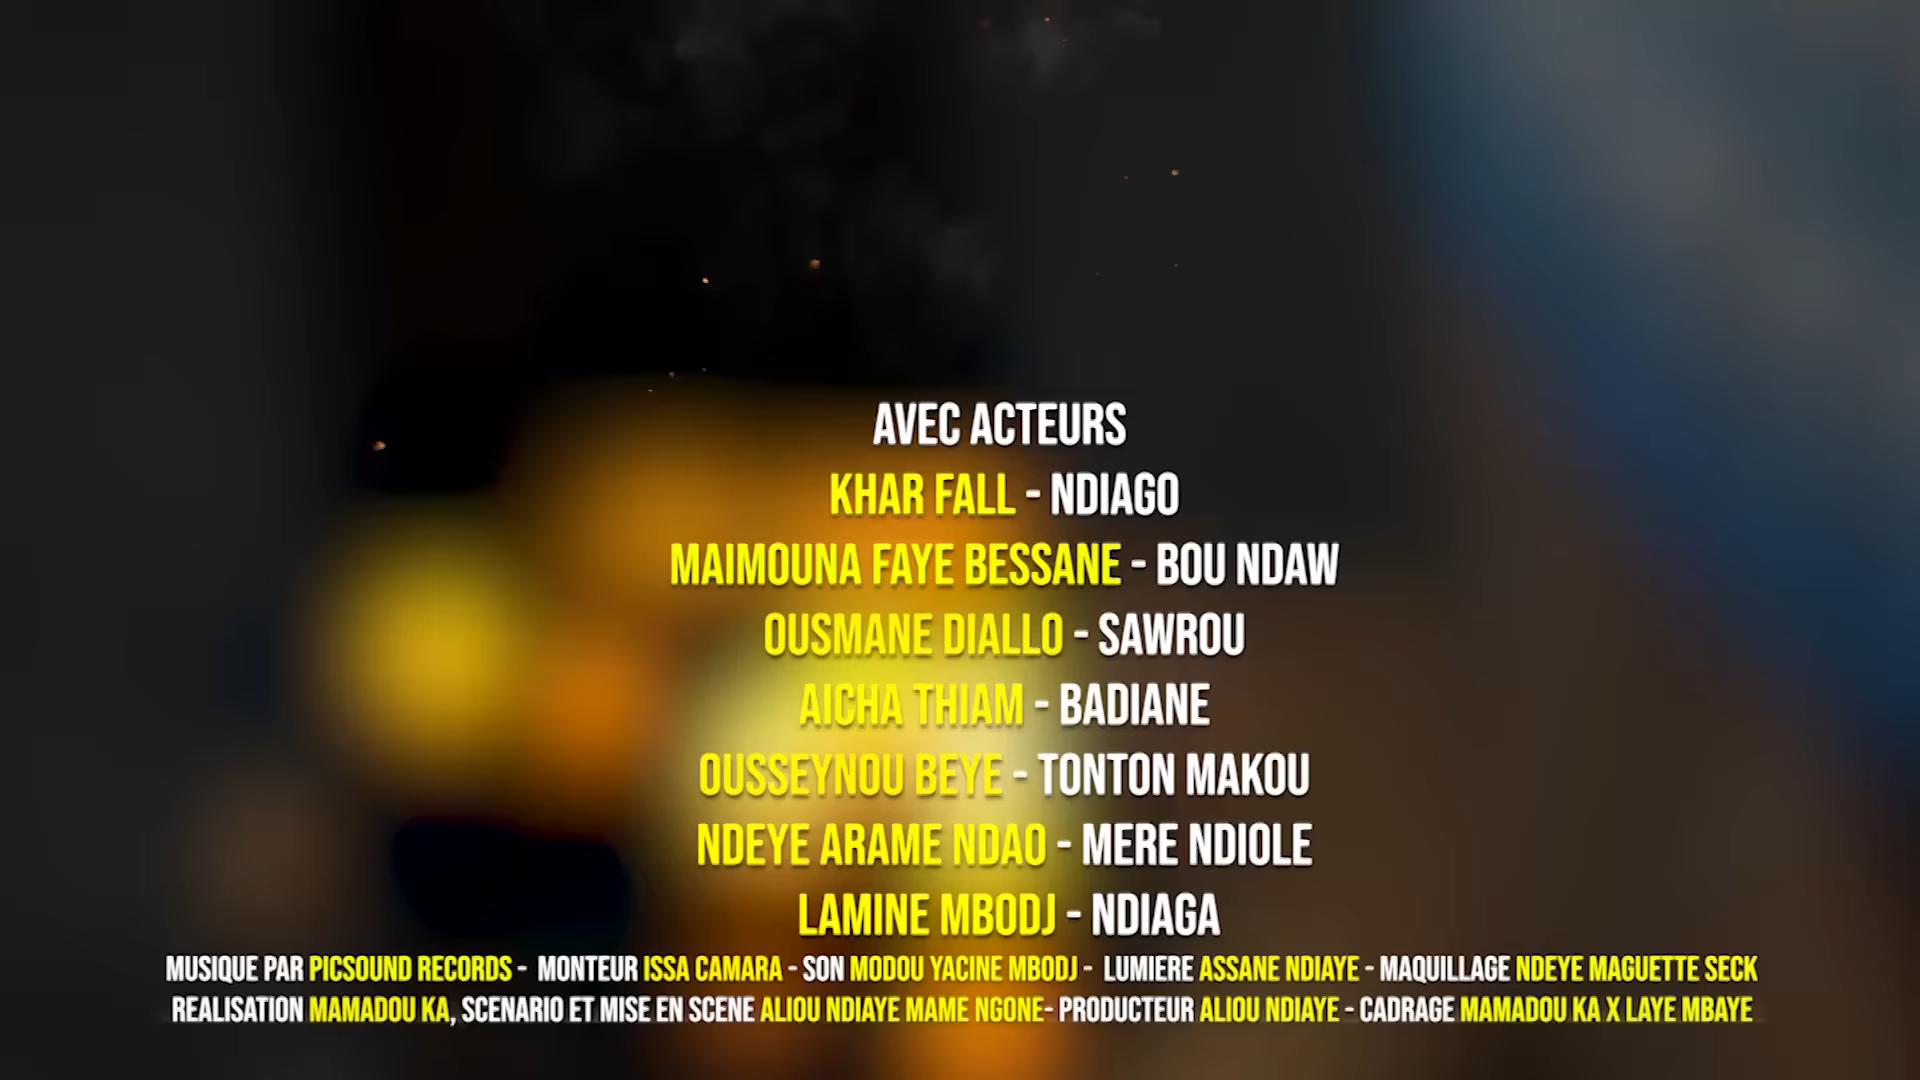 AVEC ACTEURS
KHAR FALL - NDIAGO
MAIMOUNA FAYE BESSANE - BOU NDAW
OUSMANE DIALLO - SAWROU
AICHA THIAM - BADIANE
OUSSEYNOU BEYE - TONTON MAKOU
NDEYE ARAME NDAO - MERE NDIOLE
LAMINE MBODJ - NDIAGA
MUSIQUE PAR PICSOUND RECORDS - MONTEUR ISSA CAMARA - SON MODOU YACINE MBODJ - LUMIERE ASSANE NDIAYE - MAQUILLAGE NDEYE MAGUETTE SECK
REALISATION MAMADOU KA, SCENARIO ET MISE EN SCENE ALIOU NDIAYE MAME NGONE- PRODUCTEUR ALIOU NDIAYE - CADRAGE MAMADOU KA X LAYE MBAYE